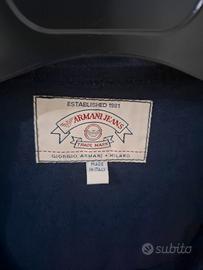 ESTABLISHED 1981
ARMANI JEANS
TRADE MARK
GIORGIO ARMANI • MILANO
MADE
IN ITALY
subito